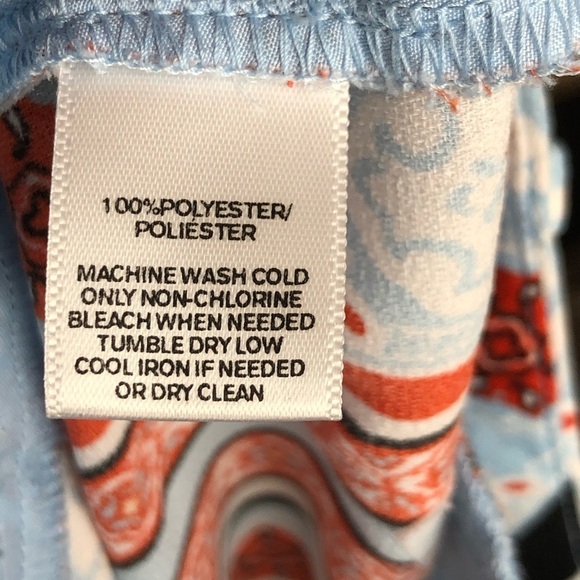 100%POLYESTER/
POLIÉSTER
MACHINE WASH COLD
ONLY NON-CHLORINE
BLEACH WHEN NEEDED
TUMBLE DRY LOW
COOL IRON IF NEEDED
OR DRY CLEAN